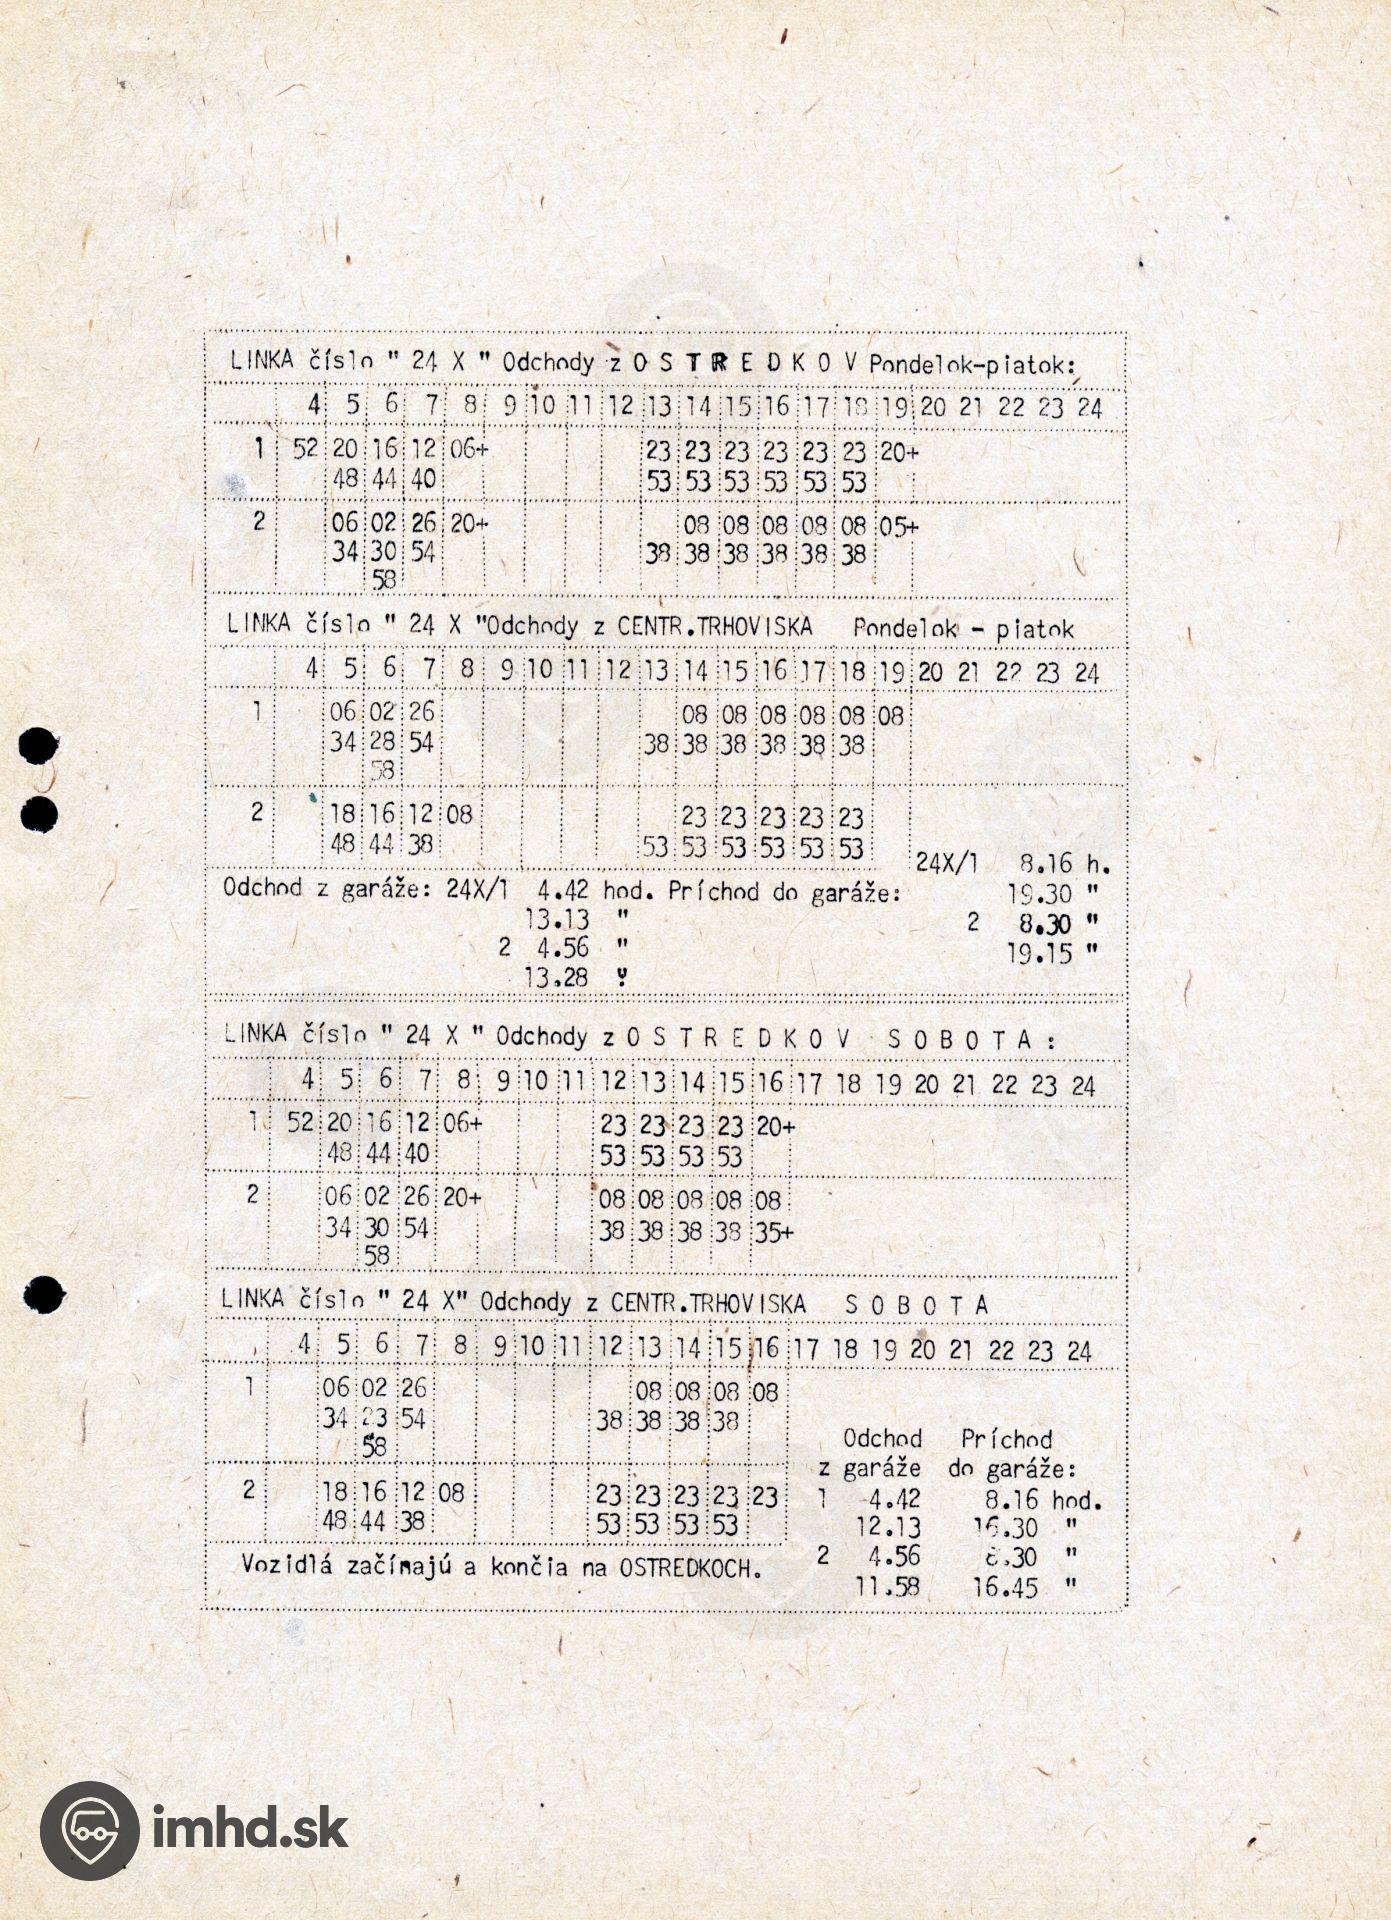 LINKA číslo " 24 X " Odchody z O S T R E D K O V Pondelok-piatok:
4 5 6 7 8 9 10 11 12 13 14 15 16 17 18 19 20 21 22 23 24
1 52 20 16 12 06+ 23 23 23 23 23 23 20+
48 44 40 53 53 53 53 53 53
2 06 02 26 20+ 08 08 08 08 08 05+
34 30 54 38 38 38 38 38 38
58
LINKA číslo " 24 X "Odchody z CENTR.TRHOVISKA Pondelok - piatok
4 5 6 7 8 9 10 11 12 13 14 15 16 17 18 19 20 21 22 23 24
1 06 02 26 08 08 08 08 08 08
34 28 54 38 38 38 38 38 38
58
2 18 16 12 08 23 23 23 23 23
48 44 38 53 53 53 53 53 53
24X/1 8.16 h.
Odchod z garáže: 24X/1 4.42 hod. Príchod do garáže: 19.30 "
13.13 " 2 8.30 "
2 4.56 " 19.15 "
13.28 "
LINKA číslo " 24 X " Odchody z O S T R E D K O V S O B O T A :
4 5 6 7 8 9 10 11 12 13 14 15 16 17 18 19 20 21 22 23 24
1 52 20 16 12 06+ 23 23 23 23 20+
48 44 40 53 53 53 53
2 06 02 26 20+ 08 08 08 08 08
34 30 54 38 38 38 38 35+
58
LINKA číslo " 24 X" Odchody z CENTR.TRHOVISKA S O B O T A
4 5 6 7 8 9 10 11 12 13 14 15 16 17 18 19 20 21 22 23 24
1 06 02 26 08 08 08 08
34 54 38 38 38 38
58
Odchod Príchod
z garáže do garáže:
2 18 16 12 08 23 23 23 23 23 1 4.42 8.16 hod.
48 44 38 53 53 53 53 12.13 16.30 "
Vozidlá začínajú a končia na OSTREDKOCH. 2 4.56 8.30 "
11.58 16.45 "
imhd.sk